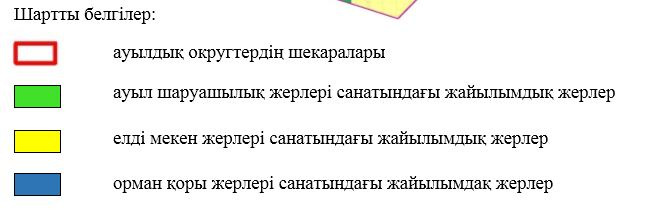 Шартты белгілер:
ауылдық округтердің шекаралары
ауыл шаруашылық жерлері санатындағы жайылымдық жерлер
елді мекен жерлері санатындағы жайылымдық жерлер
орман қоры жерлері санатындағы жайылымдақ жерлер